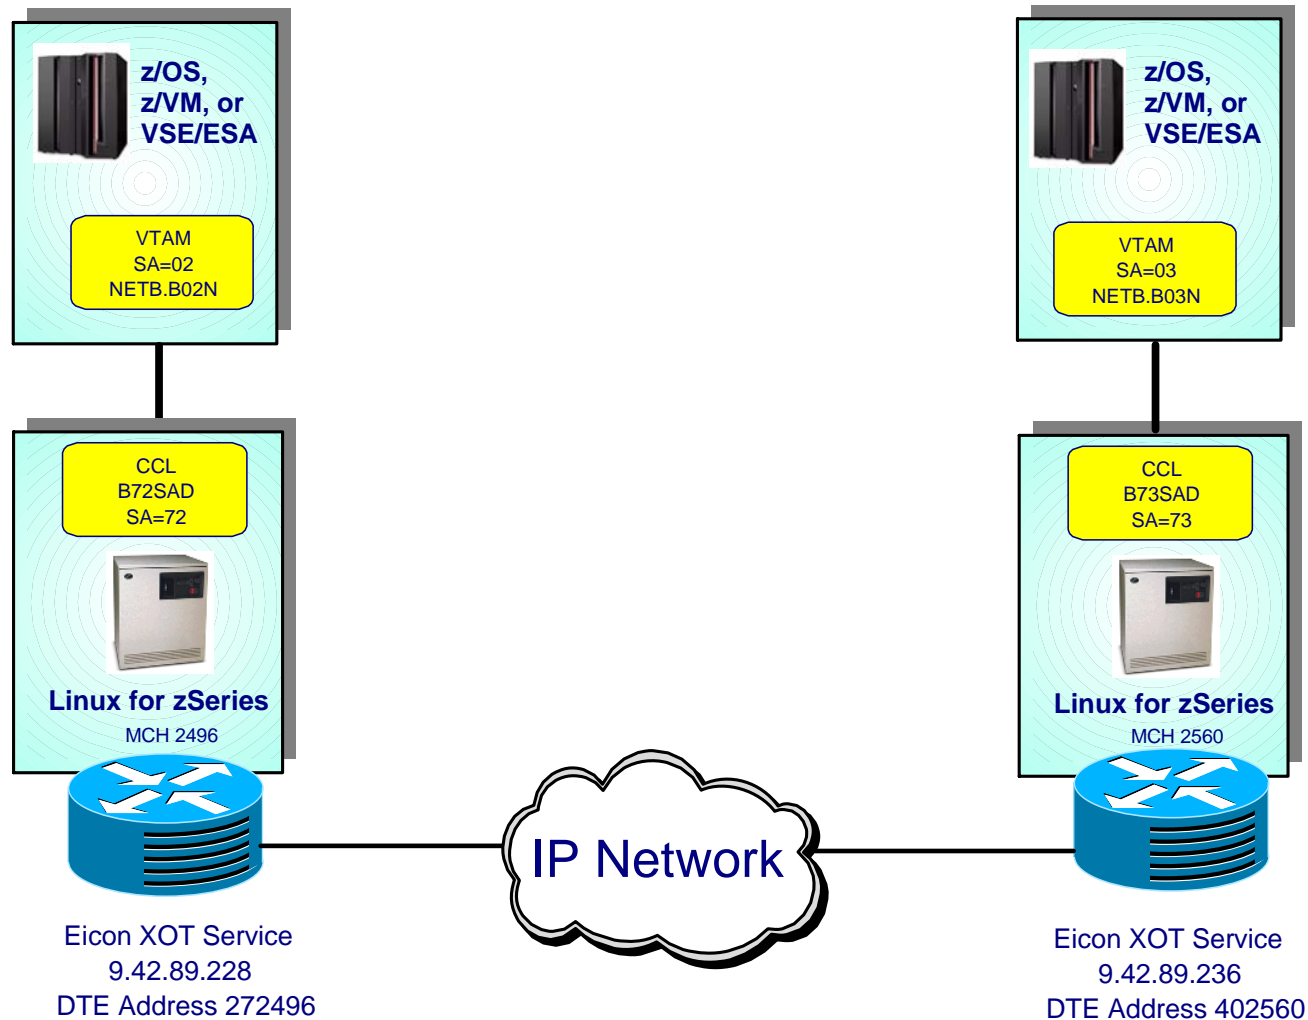 z/OS,
z/VM, or
VSE/ESA
VTAM
SA=02
NETB.B02N
CCL
B72SAD
SA=72
Linux for zSeries
MCH 2496
Eicon XOT Service
9.42.89.228
DTE Address 272496
IP Network
z/OS,
z/VM, or
VSE/ESA
VTAM
SA=03
NETB.B03N
CCL
B73SAD
SA=73
Linux for zSeries
MCH 2560
Eicon XOT Service
9.42.89.236
DTE Address 402560